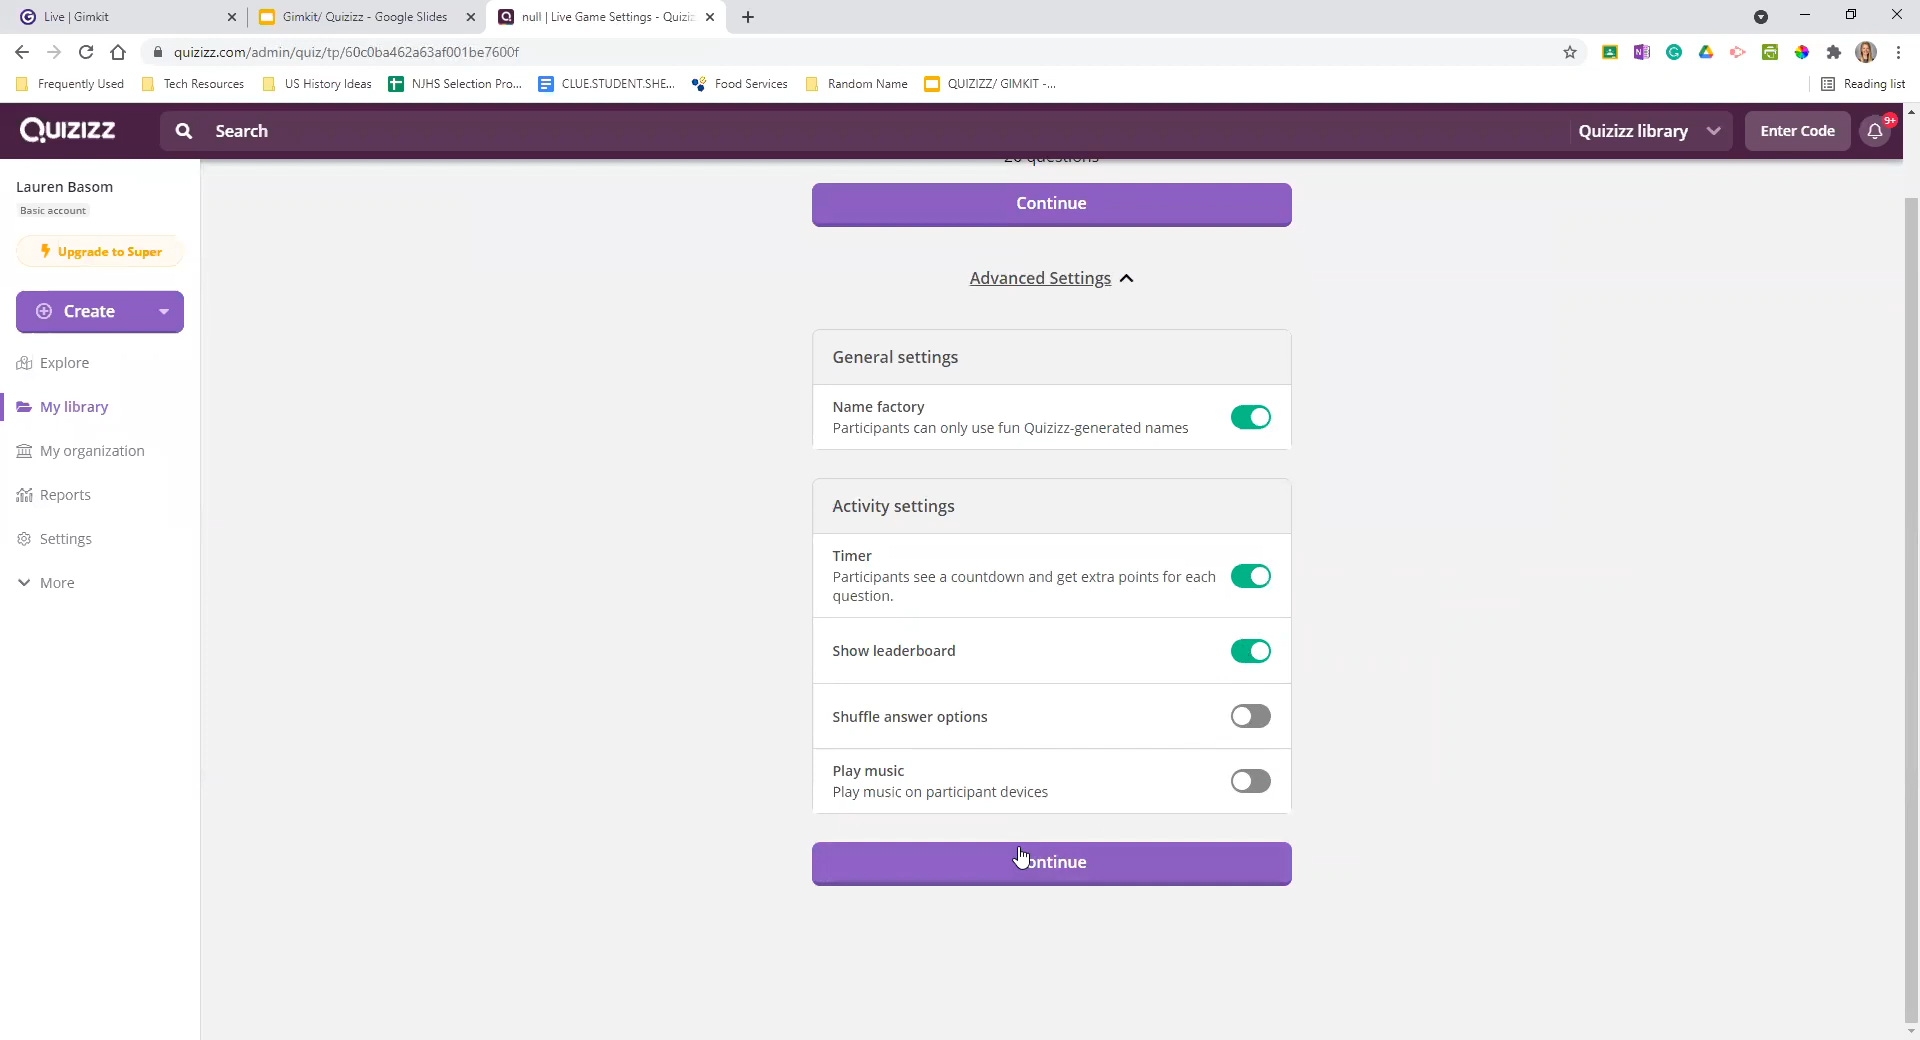 Live | Gimkit
Gimkit/ Quizizz - Google Slides
null | Live Game Settings - Quiziz
quizizz.com/admin/quiz/tp/60c0ba462a63af001be7600f
Frequently Used
Tech Resources
US History Ideas
NJHS Selection Pro...
CLUE.STUDENT.SHE...
Food Services
Random Name
QUIZIZZ/ GIMKIT -...
Reading list
Quizizz
Search
Quizizz library
Enter Code
9+
Lauren Basom
Basic account
Upgrade to Super
Create
Explore
My library
My organization
Reports
Settings
More
20 questions
Continue
Advanced Settings
General settings
Name factory
Participants can only use fun Quizizz-generated names
Activity settings
Timer
Participants see a countdown and get extra points for each
question.
Show leaderboard
Shuffle answer options
Play music
Play music on participant devices
Continue